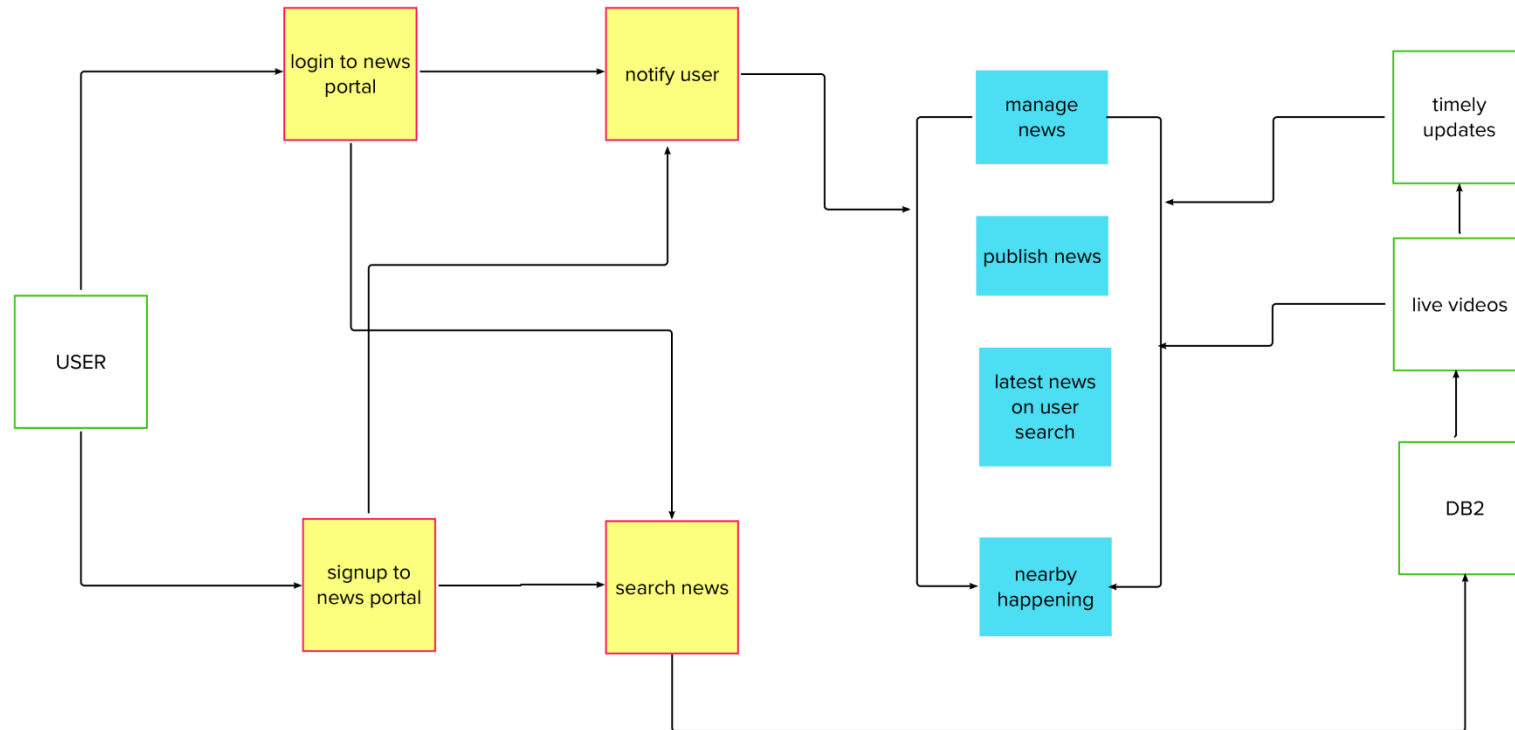 login to news
portal
notify user
manage
news
timely
updates
publish news
live videos
USER
latest news
on user
search
DB2
signup to
news portal
search news
nearby
happening